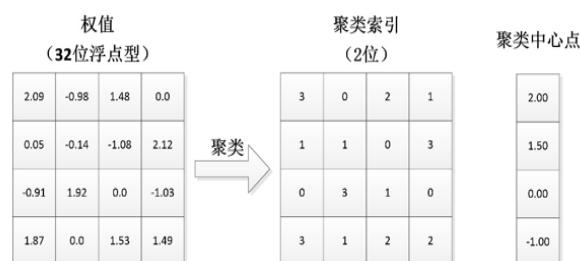 权值
（32位浮点型）
聚类索引
（2位）
聚类中心点
2.09 -0.98 1.48 0.0
0.05 -0.14 -1.08 2.12
-0.91 1.92 0.0 -1.03
1.87 0.0 1.53 1.49
聚类
3 0 2 1
1 1 0 3
0 3 1 0
3 1 2 2
2.00
1.50
0.00
-1.00